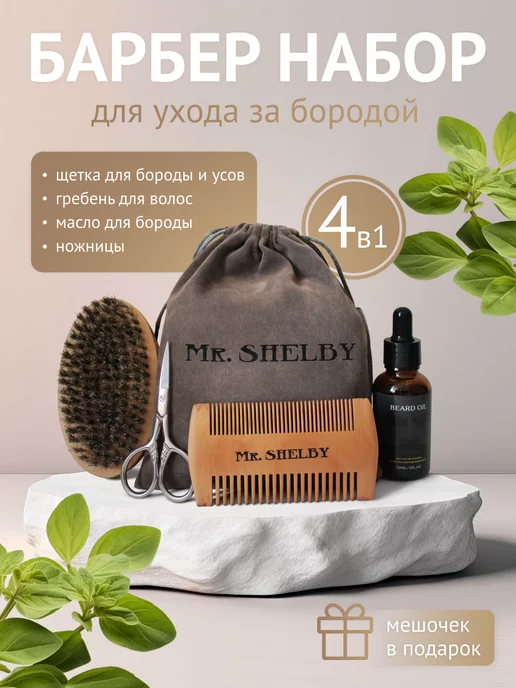 БАРБЕР НАБОР
для ухода за бородой
• щетка для бороды и усов
• гребень для волос
• масло для бороды
• ножницы
4в1
MR. SHELBY
BEARD OIL
MR. SHELBY
мешочек
в подарок